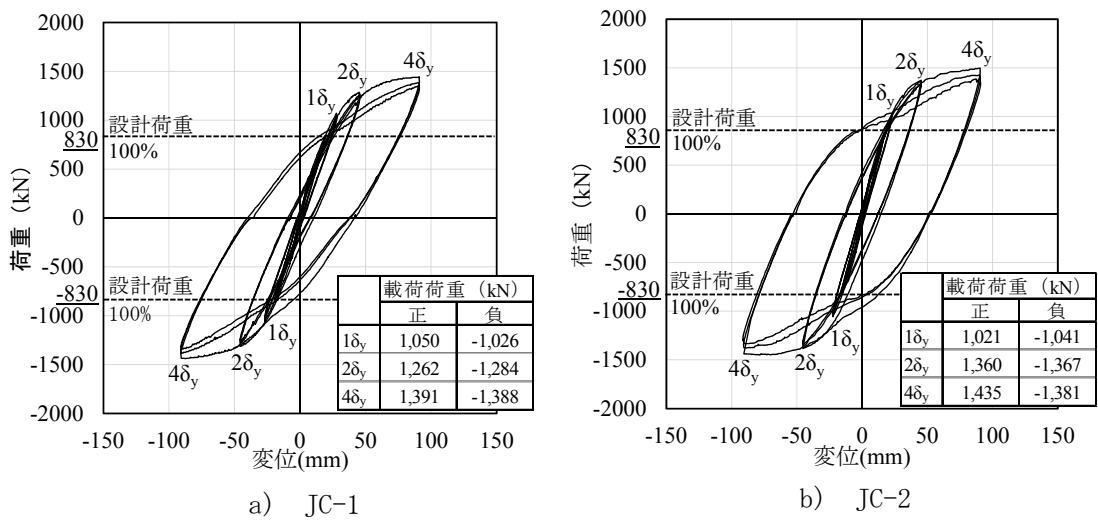 2000
1500
1000
830
500
0
-500
-830
-1000
-1500
-2000
荷重 (kN)
4δy
2δy
1δy
設計荷重
100%
設計荷重
100%
1δy
2δy
4δy
載荷荷重 (kN)
正 負
1δy 1,050 -1,026
2δy 1,262 -1,284
4δy 1,391 -1,388
-150 -100 -50 0 50 100 150
変位(mm)
a) JC-1
2000
1500
1000
830
500
0
-500
-830
-1000
-1500
-2000
荷重 (kN)
4δy
2δy
1δy
設計荷重
100%
設計荷重
100%
1δy
2δy
4δy
載荷荷重 (kN)
正 負
1δy 1,021 -1,041
2δy 1,360 -1,367
4δy 1,435 -1,381
-150 -100 -50 0 50 100 150
変位(mm)
b) JC-2